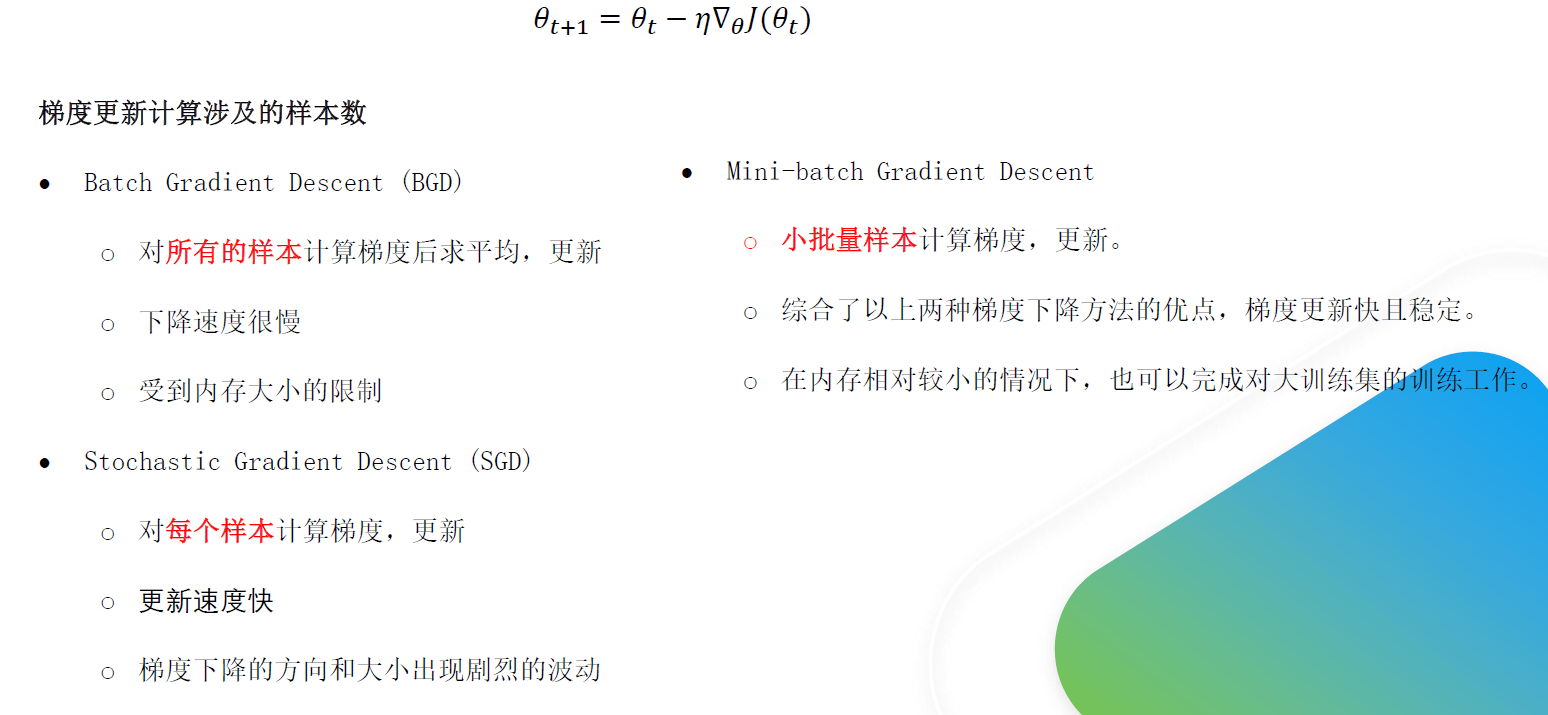 θt+1 = θt − η∇θJ(θt)
梯度更新计算涉及的样本数
● Batch Gradient Descent (BGD)
○ 对所有的样本计算梯度后求平均，更新
○ 下降速度很慢
○ 受到内存大小的限制
● Stochastic Gradient Descent (SGD)
○ 对每个样本计算梯度，更新
○ 更新速度快
○ 梯度下降的方向和大小出现剧烈的波动
● Mini-batch Gradient Descent
○ 小批量样本计算梯度，更新。
○ 综合了以上两种梯度下降方法的优点，梯度更新快且稳定。
○ 在内存相对较小的情况下，也可以完成对大训练集的训练工作。